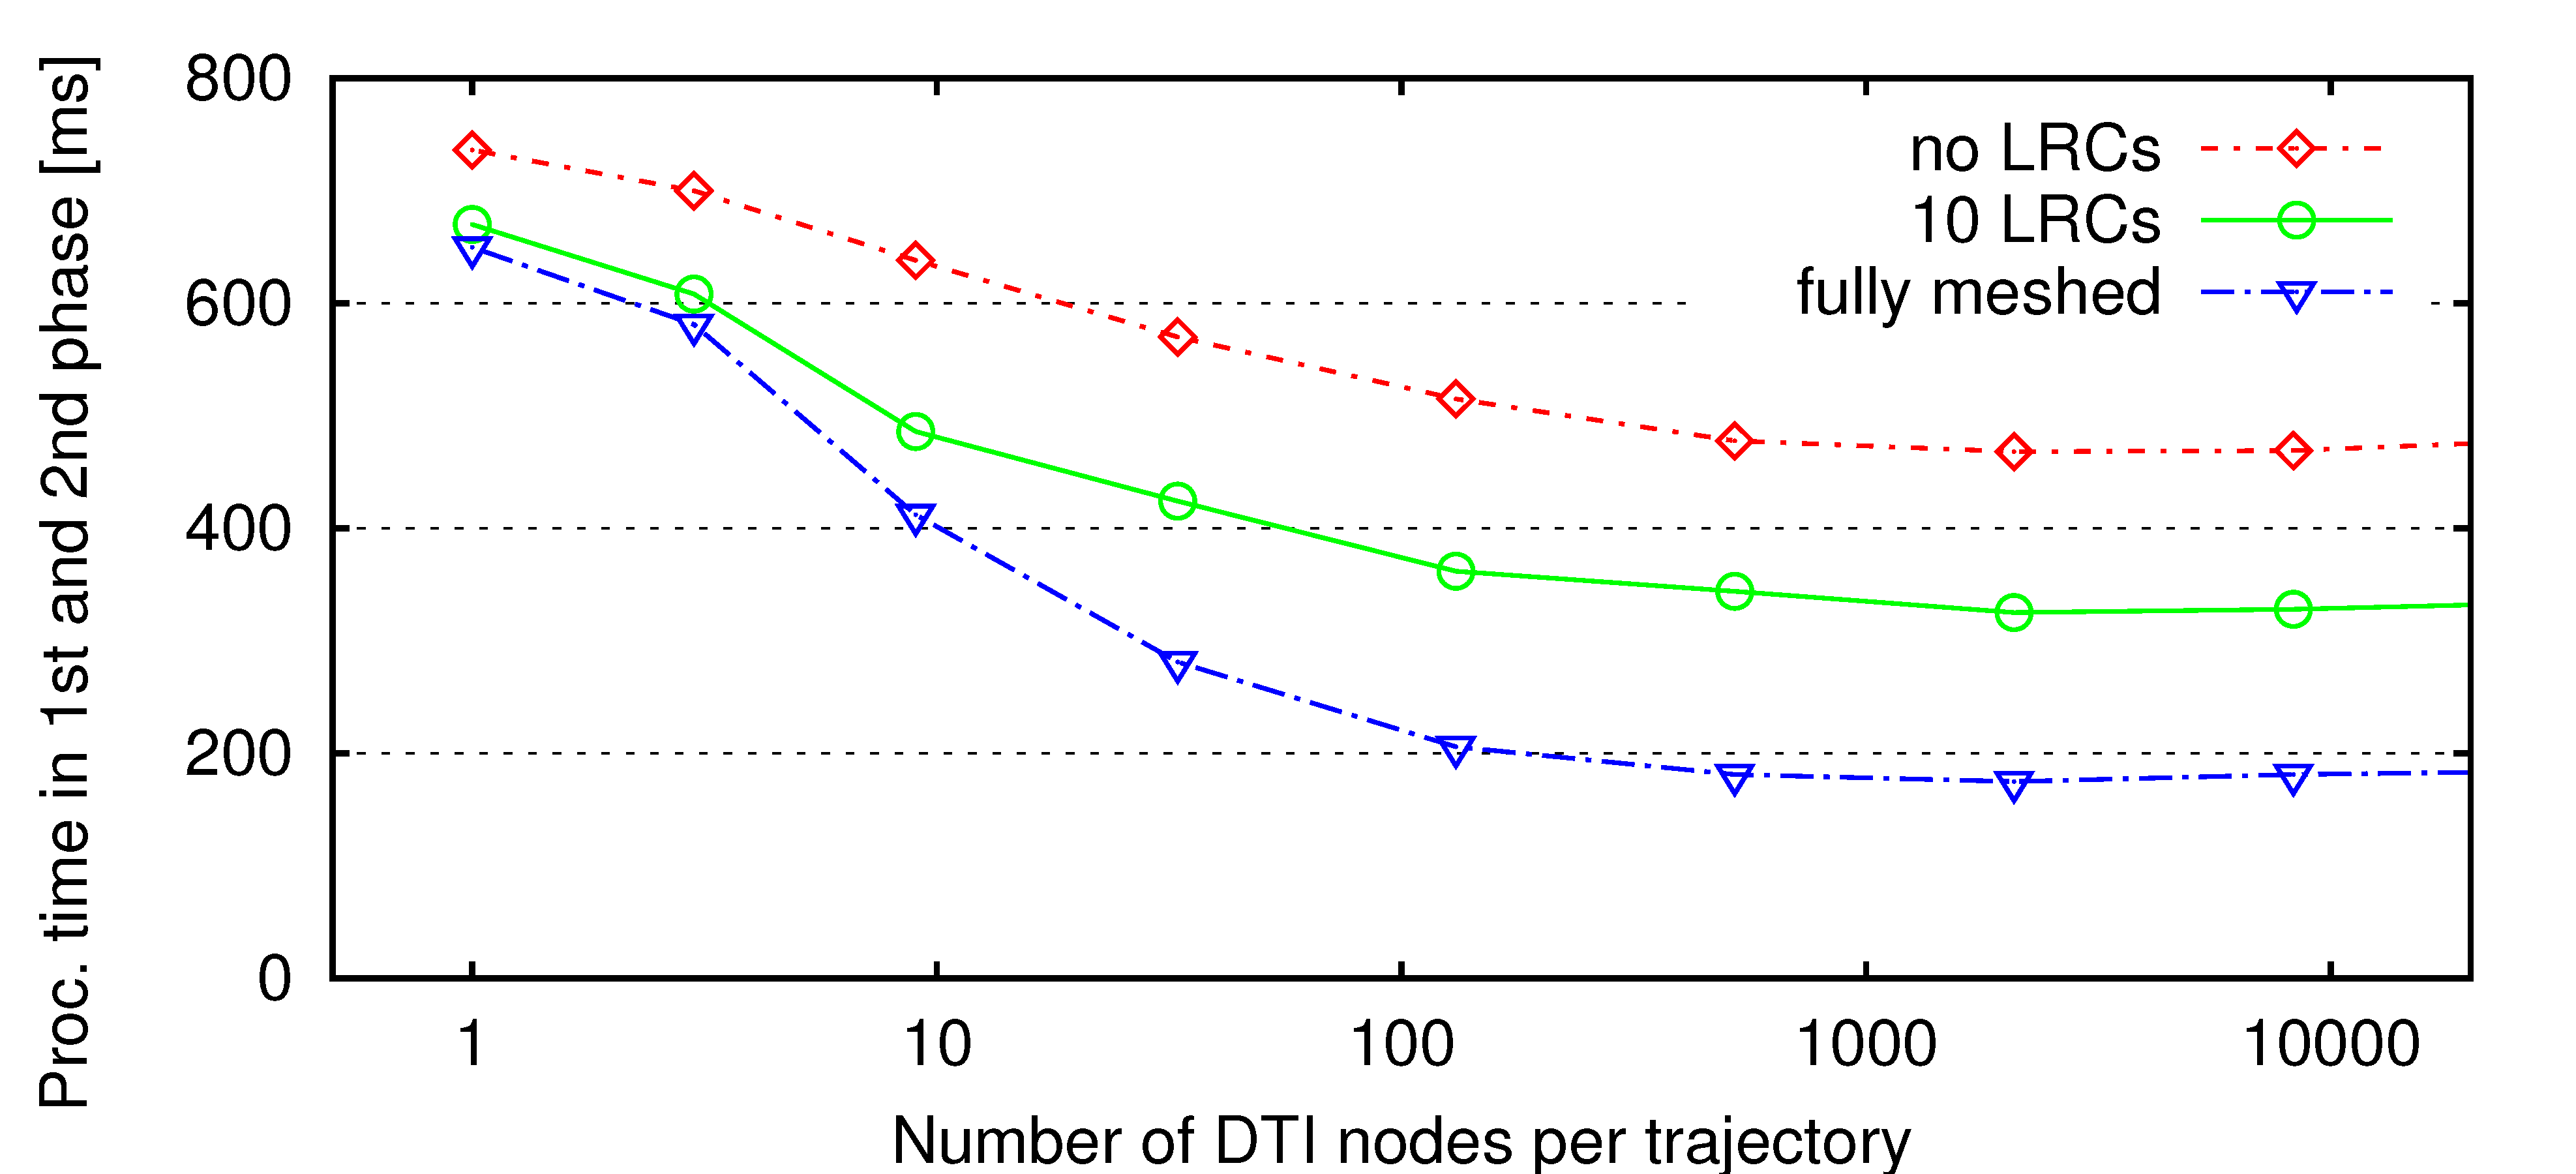 Proc. time in 1st and 2nd phase [ms]
800
600
400
200
0
no LRCs
10 LRCs
fully meshed
1 10 100 1000 10000
Number of DTI nodes per trajectory